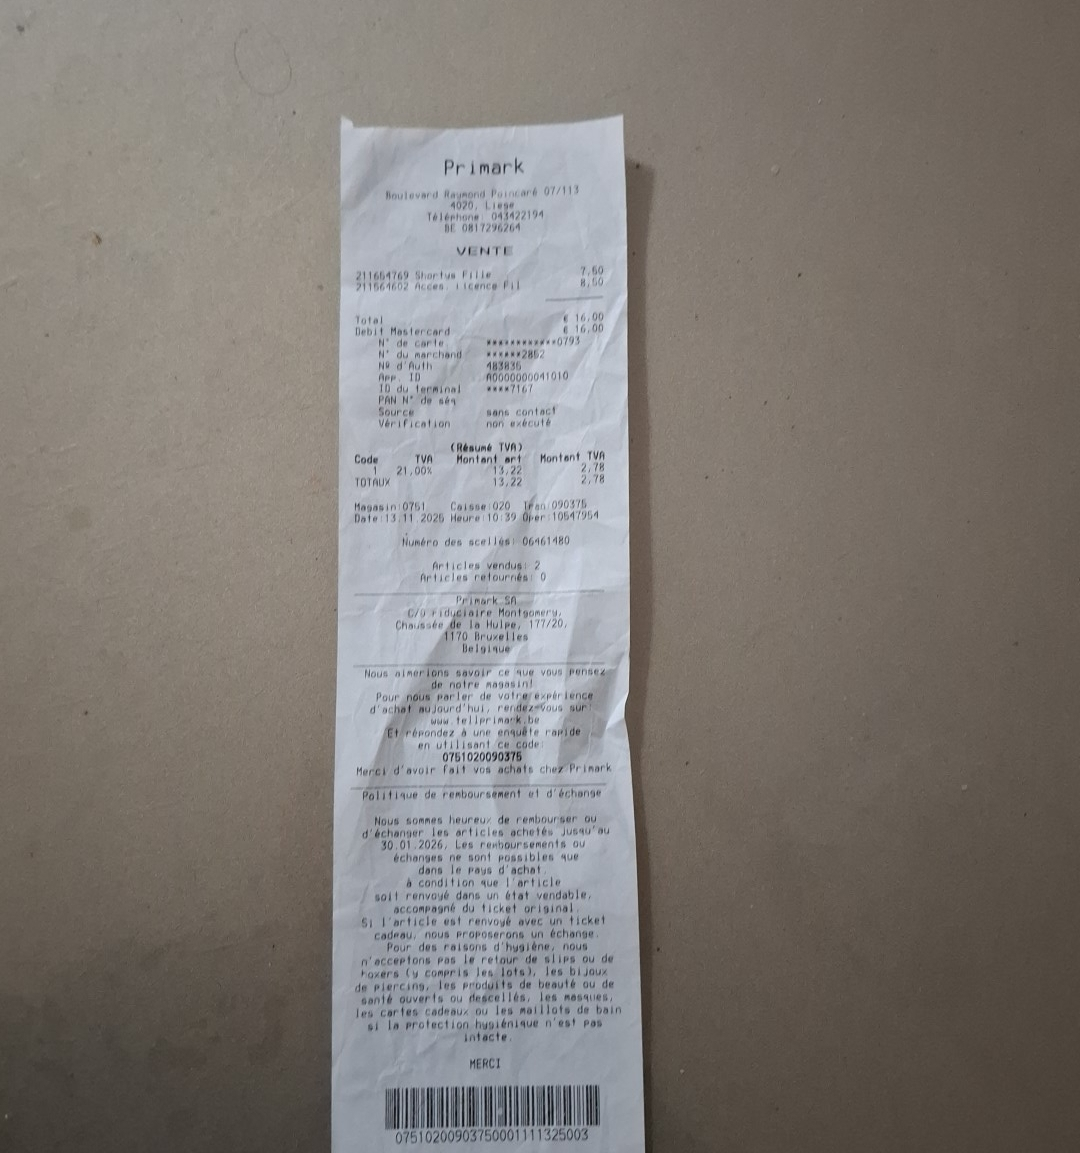 Primark
Boulevard Raymond Poincaré 07/113
4020, Liege
Téléphone: 043422194
BE 0817296264
VENTE
211654769 Shortys Fille 7,50
211564602 Acces. Licence Fil 8,50
Total € 16,00
Debit Mastercard € 16,00
N° de carte ************0793
N° du marchand ******2852
Nº d'Auth 483835
App. ID A0000000041010
ID du terminal ****7167
PAN N° de séq
Source sans contact
Vérification non exécuté
(Résumé TVA)
Code TVA Montant art Montant TVA
1 21,00% 13,22 2,78
TOTAUX 13,22 2,78
Magasin:0751 Caisse:020 Tran:090375
Date:13.11.2025 Heure:10:39 Oper:10547954
Numéro des scellés: 06461480
Articles vendus: 2
Articles retournés: 0
Primark SA
C/O Fiduciaire Montgomery,
Chaussée de la Hulpe, 177/20,
1170 Bruxelles
Belgique
Nous aimerions savoir ce que vous pensez
de notre magasin!
Pour nous parler de votre expérience
d'achat aujourd'hui, rendez-vous sur:
www.tellprimark.be
Et répondez à une enquête rapide
en utilisant ce code:
0751020090375
Merci d'avoir fait vos achats chez Primark
Politique de remboursement et d'échange
Nous sommes heureux de rembourser ou
d'échanger les articles achetés jusqu'au
30.01.2026. Les remboursements ou
échanges ne sont possibles que
dans le pays d'achat.
à condition que l'article
soit renvoyé dans un état vendable,
accompagné du ticket original.
Si l'article est renvoyé avec un ticket
cadeau, nous proposerons un échange.
Pour des raisons d'hygiène, nous
n'acceptons pas le retour de slips ou de
boxers (y compris les lots), les bijoux
de piercing, les produits de beauté ou de
santé ouverts ou descellés, les masques,
les cartes cadeaux ou les maillots de bain
si la protection hygiénique n'est pas
intacte.
MERCI
07510200903750001111325003